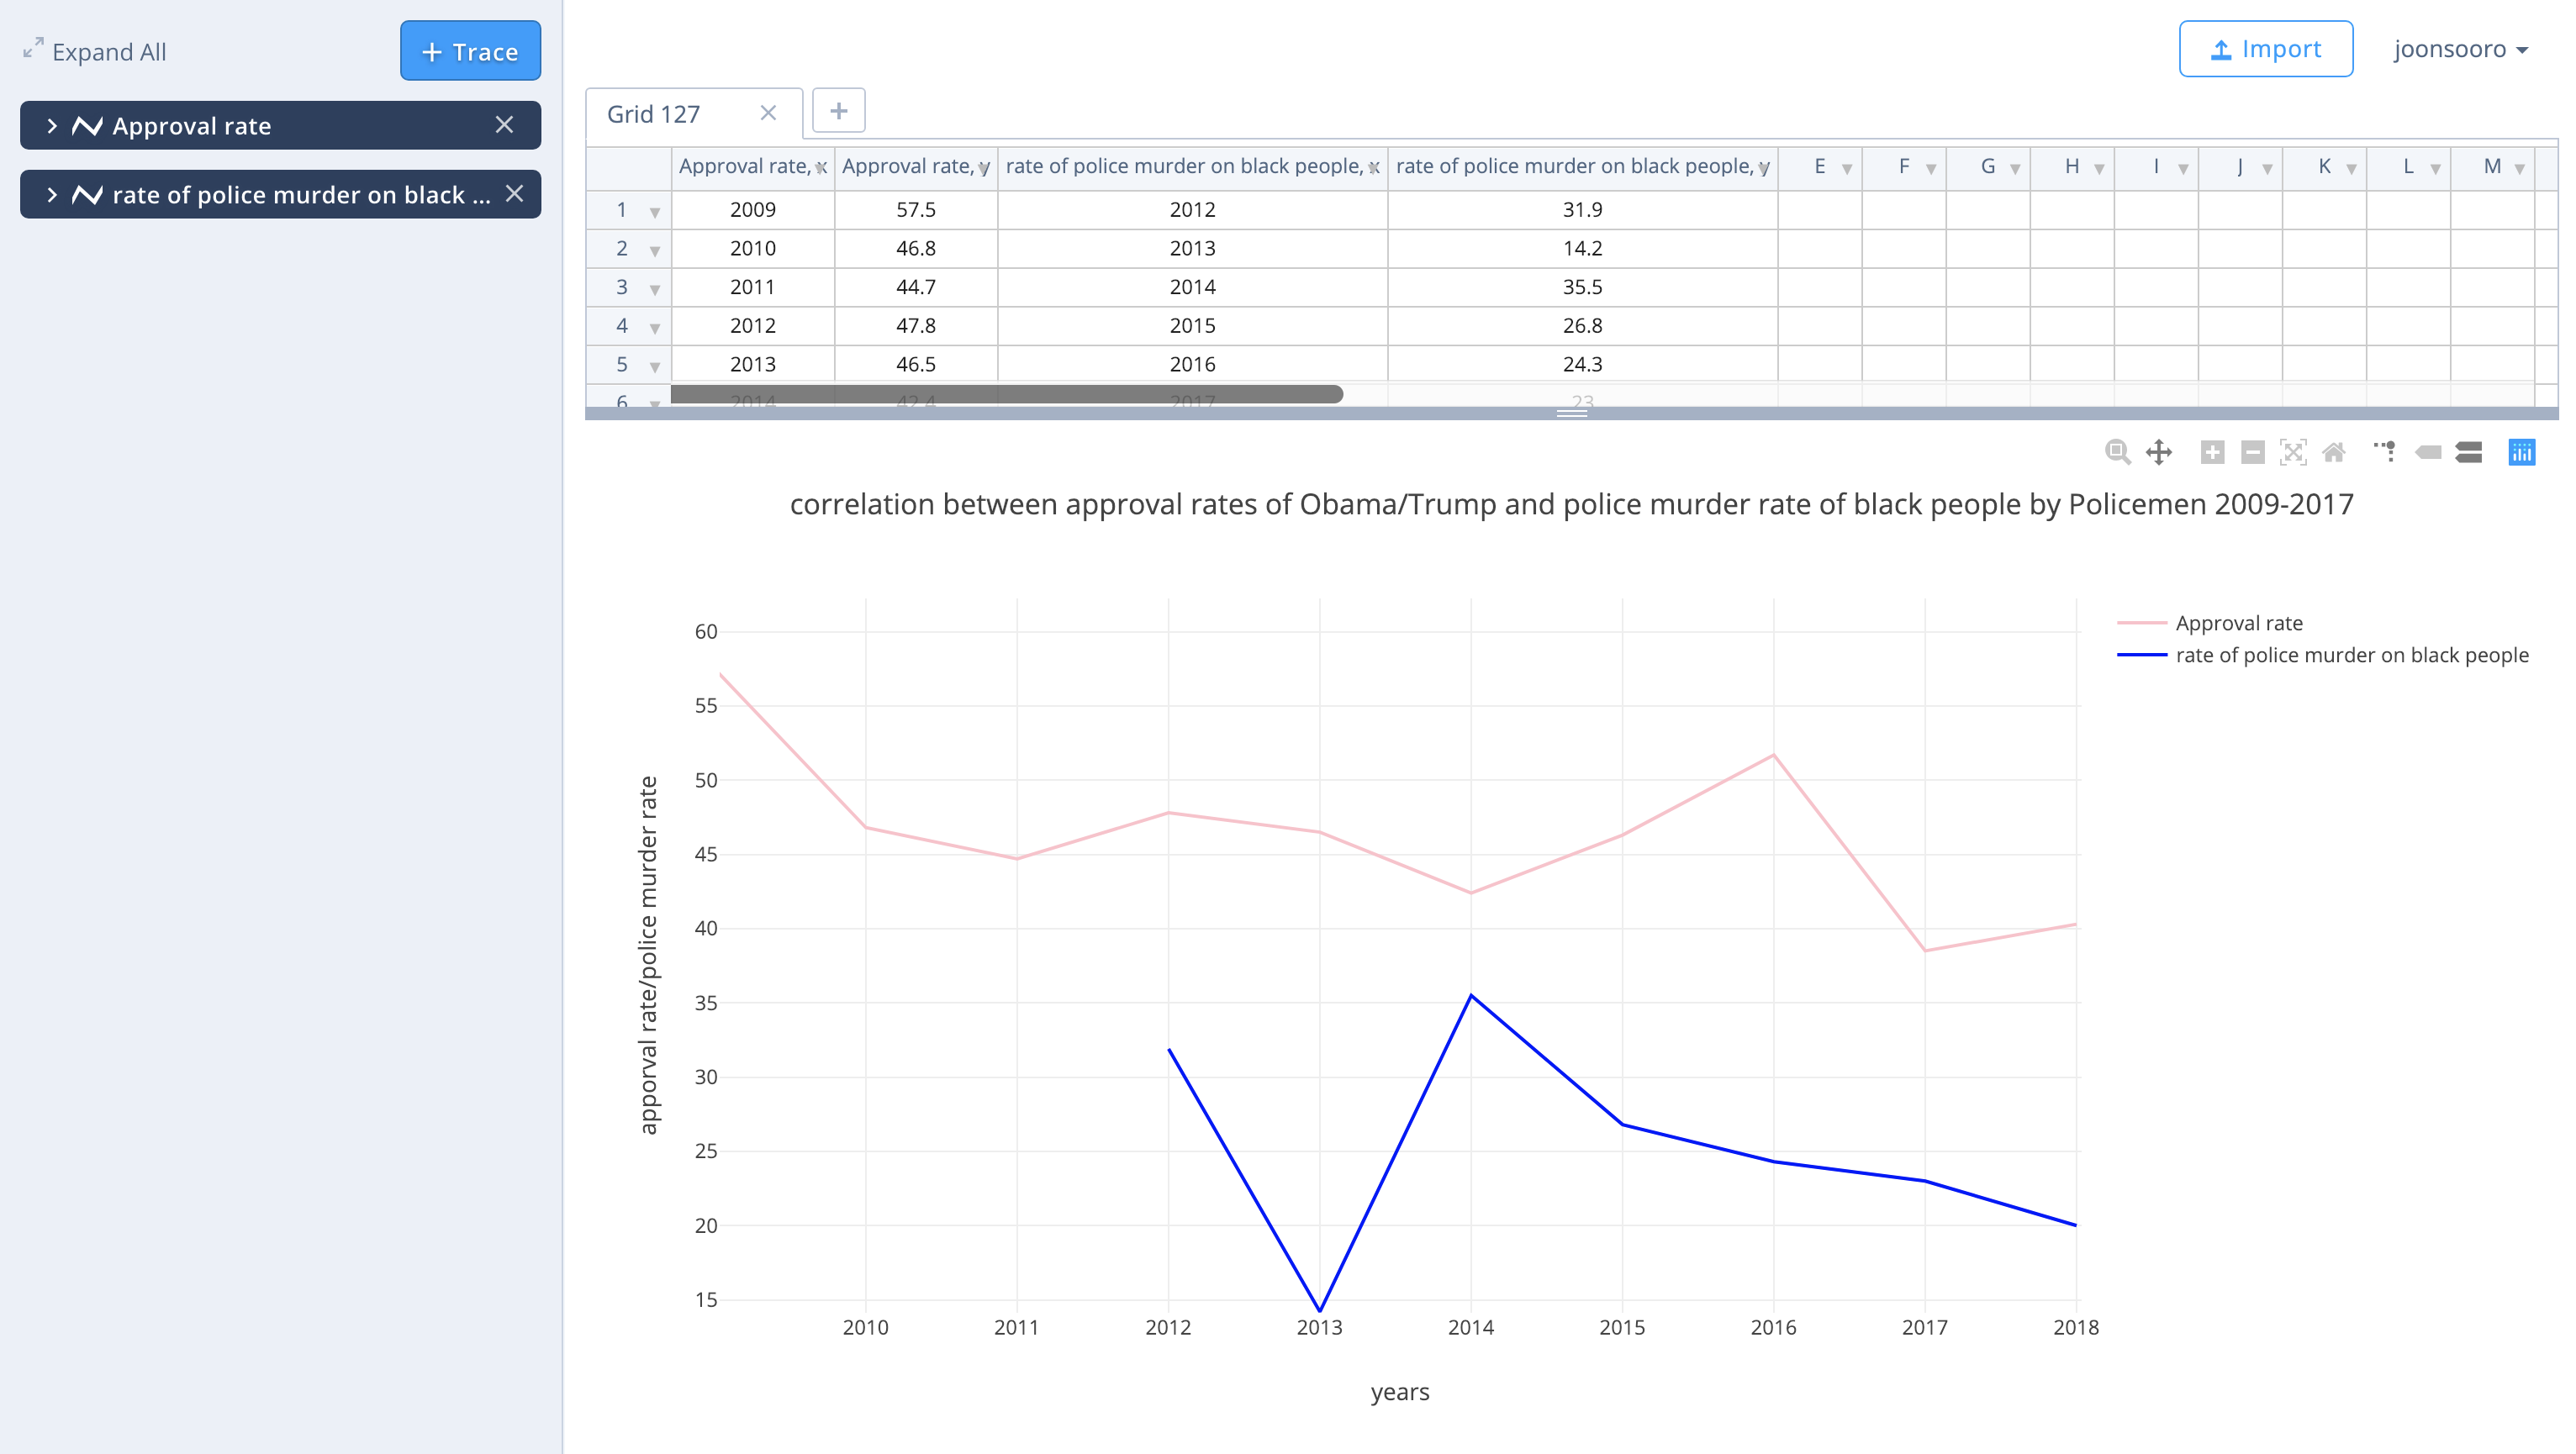 Expand All
+ Trace
Approval rate
rate of police murder on black ...
Import
joonsooro
Grid 127
+
Approval rate, x Approval rate, y rate of police murder on black people, x rate of police murder on black people, y E F G H I J K L M
1 2009 57.5 2012 31.9
2 2010 46.8 2013 14.2
3 2011 44.7 2014 35.5
4 2012 47.8 2015 26.8
5 2013 46.5 2016 24.3
6 2014 42.4 2017 23
correlation between approval rates of Obama/Trump and police murder rate of black people by Policemen 2009-2017
Approval rate
rate of police murder on black people
apporval rate/police murder rate
60
55
50
45
40
35
30
25
20
15
2010 2011 2012 2013 2014 2015 2016 2017 2018
years